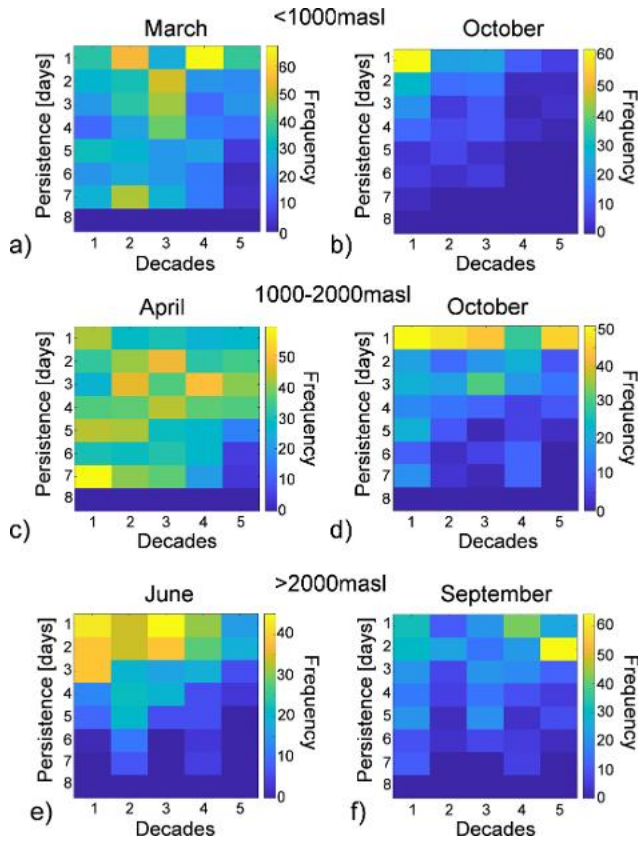 <1000masl
March
October
Persistence [days]
1
2
3
4
5
6
7
8
1 2 3 4 5
Decades
60
50
40
30
20
10
0
Frequency
a)
Persistence [days]
1
2
3
4
5
6
7
8
1 2 3 4 5
Decades
60
50
40
30
20
10
0
Frequency
b)
1000-2000masl
April
October
Persistence [days]
1
2
3
4
5
6
7
8
1 2 3 4 5
Decades
50
40
30
20
10
0
Frequency
c)
Persistence [days]
1
2
3
4
5
6
7
8
1 2 3 4 5
Decades
50
40
30
20
10
0
Frequency
d)
>2000masl
June
September
Persistence [days]
1
2
3
4
5
6
7
8
1 2 3 4 5
Decades
40
30
20
10
0
Frequency
e)
Persistence [days]
1
2
3
4
5
6
7
8
1 2 3 4 5
Decades
60
50
40
30
20
10
0
Frequency
f)